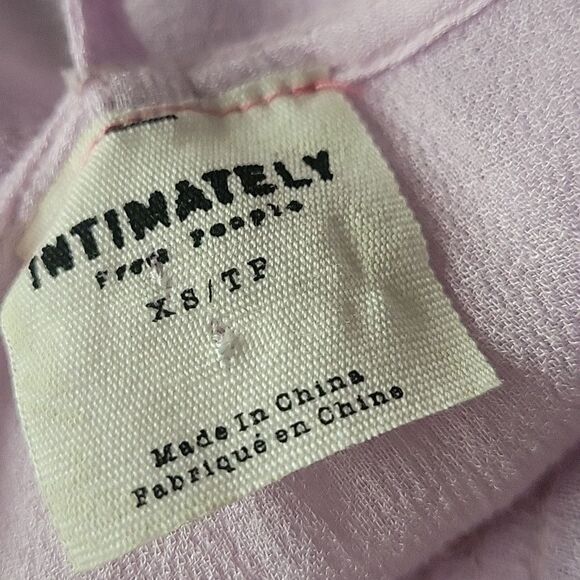 INTIMATELY
Free People
XS/TP
Made In China
Fabriqué en Chine